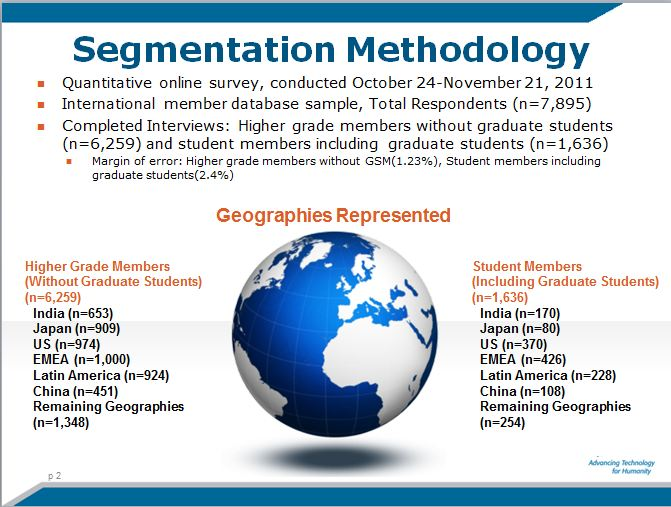 Segmentation Methodology
Quantitative online survey, conducted October 24-November 21, 2011
International member database sample, Total Respondents (n=7,895)
Completed Interviews: Higher grade members without graduate students
(n=6,259) and student members including graduate students (n=1,636)
Margin of error: Higher grade members without GSM(1.23%), Student members including
graduate students(2.4%)
Geographies Represented
Higher Grade Members
(Without Graduate Students)
(n=6,259)
India (n=653)
Japan (n=909)
US (n=974)
EMEA (n=1,000)
Latin America (n=924)
China (n=451)
Remaining Geographies
(n=1,348)
Student Members
(Including Graduate Students)
(n=1,636)
India (n=170)
Japan (n=80)
US (n=370)
EMEA (n=426)
Latin America (n=228)
China (n=108)
Remaining Geographies
(n=254)
Advancing Technology
for Humanity
p 2